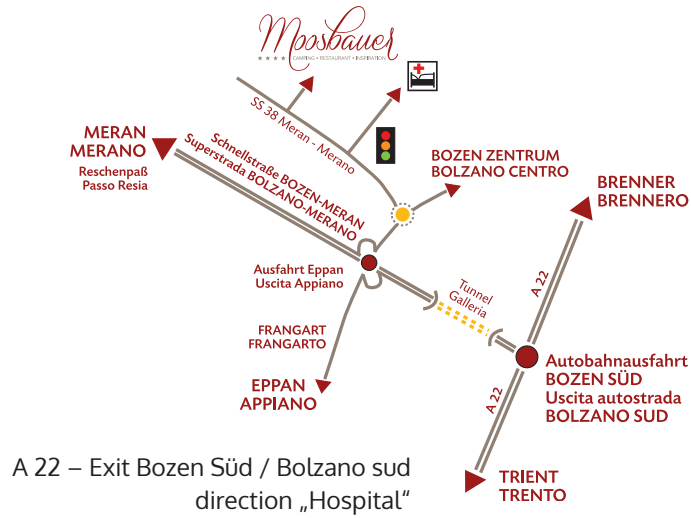 Moosbauer
★★★★ CAMPING • RESTAURANT • INSPIRATION
SS 38 Meran - Merano
MERAN
MERANO
Reschenpaß
Passo Resia
Schnellstraße BOZEN-MERAN
Superstrada BOLZANO-MERANO
BOZEN ZENTRUM
BOLZANO CENTRO
BRENNER
BRENNERO
Ausfahrt Eppan
Uscita Appiano
Tunnel
Galleria
A 22
FRANGART
FRANGARTO
EPPAN
APPIANO
Autobahnausfahrt
BOZEN SÜD
Uscita autostrada
BOLZANO SUD
A 22
TRIENT
TRENTO
A 22 – Exit Bozen Süd / Bolzano sud
direction „Hospital“